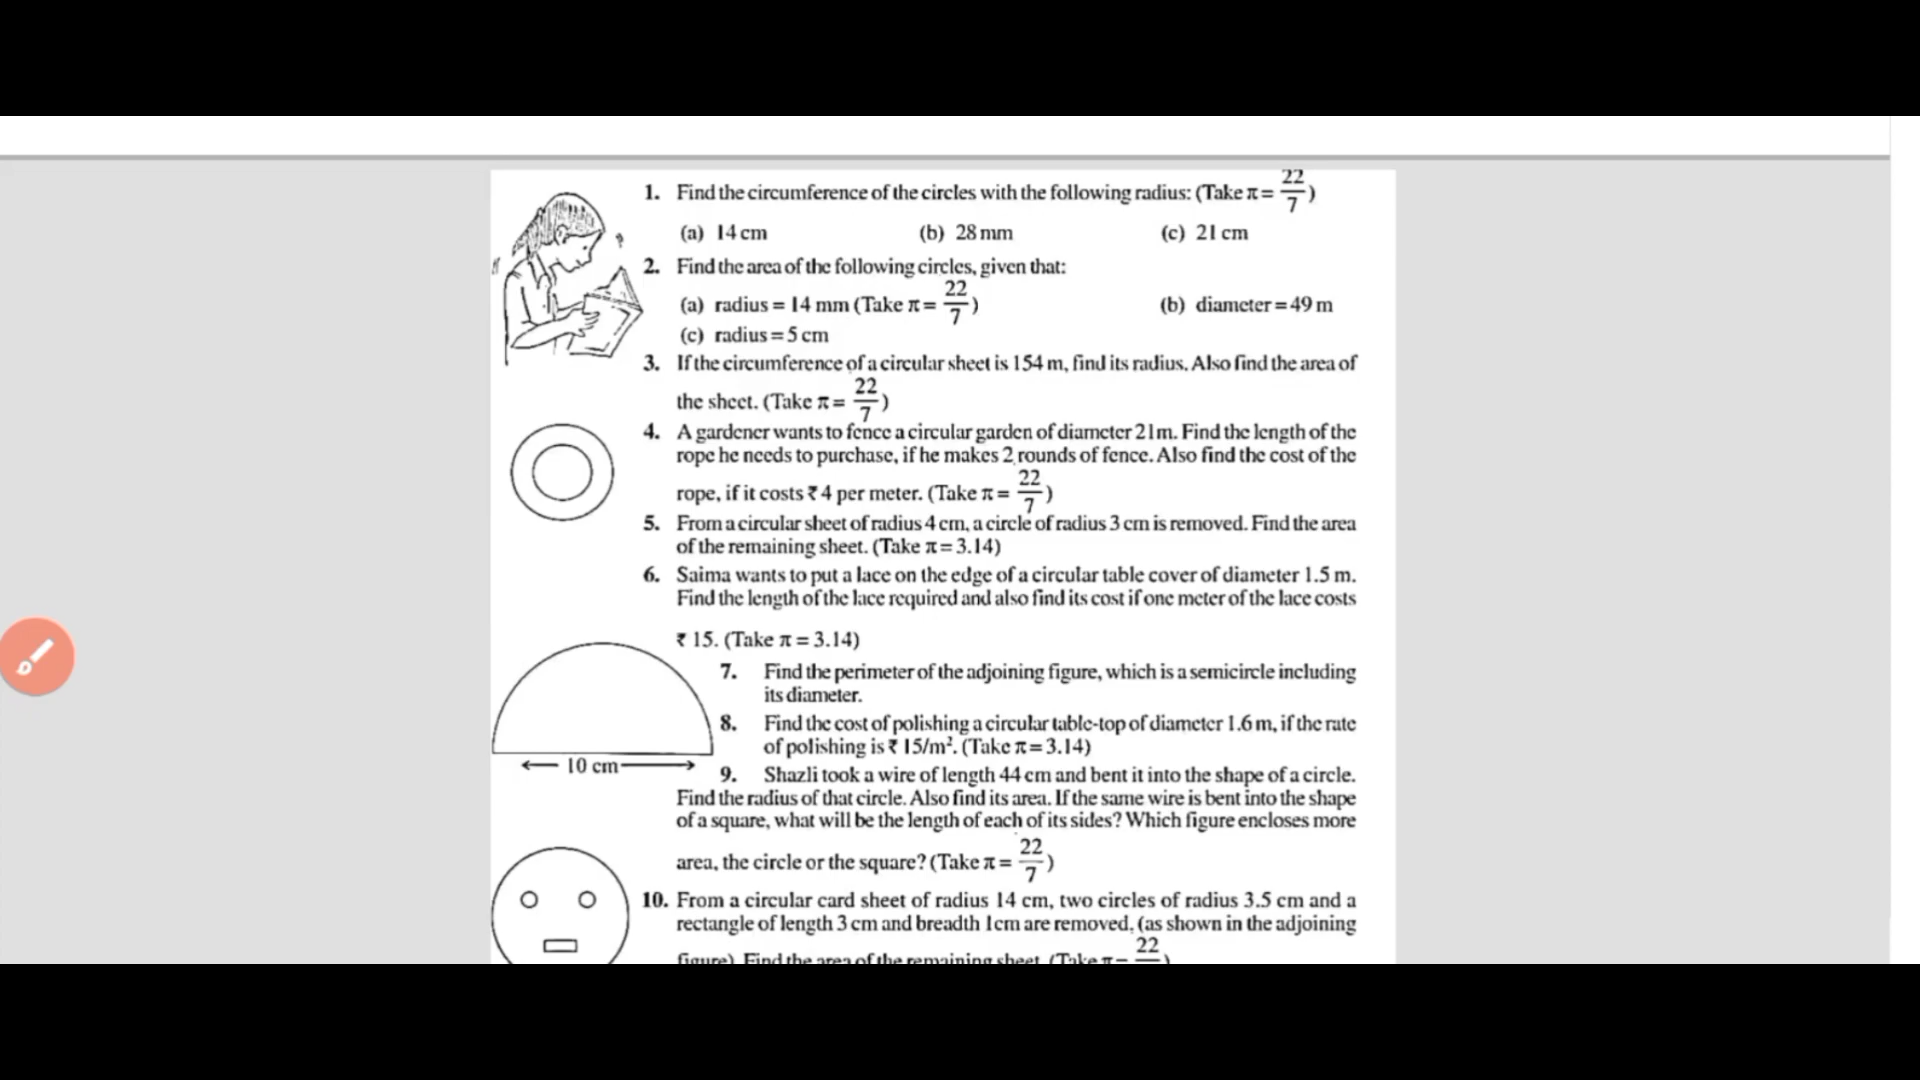 1. Find the circumference of the circles with the following radius: (Take π = 22/7)
(a) 14 cm (b) 28 mm (c) 21 cm
2. Find the area of the following circles, given that:
(a) radius = 14 mm (Take π = 22/7) (b) diameter = 49 m
(c) radius = 5 cm
3. If the circumference of a circular sheet is 154 m, find its radius. Also find the area of
the sheet. (Take π = 22/7)
4. A gardener wants to fence a circular garden of diameter 21m. Find the length of the
rope he needs to purchase, if he makes 2 rounds of fence. Also find the cost of the
rope, if it costs ₹ 4 per meter. (Take π = 22/7)
5. From a circular sheet of radius 4 cm, a circle of radius 3 cm is removed. Find the area
of the remaining sheet. (Take π = 3.14)
6. Saima wants to put a lace on the edge of a circular table cover of diameter 1.5 m.
Find the length of the lace required and also find its cost if one meter of the lace costs
₹ 15. (Take π = 3.14)
7. Find the perimeter of the adjoining figure, which is a semicircle including
its diameter.
8. Find the cost of polishing a circular table-top of diameter 1.6 m, if the rate
of polishing is ₹ 15/m². (Take π = 3.14)
10 cm
9. Shazli took a wire of length 44 cm and bent it into the shape of a circle.
Find the radius of that circle. Also find its area. If the same wire is bent into the shape
of a square, what will be the length of each of its sides? Which figure encloses more
area, the circle or the square? (Take π = 22/7)
10. From a circular card sheet of radius 14 cm, two circles of radius 3.5 cm and a
rectangle of length 3 cm and breadth 1cm are removed. (as shown in the adjoining
figure). Find the area of the remaining sheet. (Take π = 22